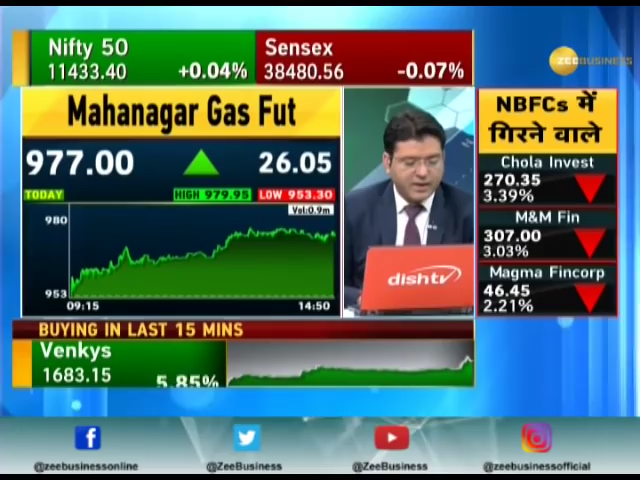 Nifty 50
11433.40 +0.04%
Sensex
38480.56 -0.07%
ZEEBUSINESS
Mahanagar Gas Fut
977.00 26.05
TODAY HIGH 979.95 LOW 953.30
Vol:0.9m
980
953
09:15 14:50
dishtv
NBFCs में
गिरने वाले
Chola Invest
270.35
3.39%
M&M Fin
307.00
3.03%
Magma Fincorp
46.45
2.21%
BUYING IN LAST 15 MINS
Venkys
1683.15 5.85%
@zeebusinessonline @ZeeBusiness @ZeeBusiness @zeebusinessofficial